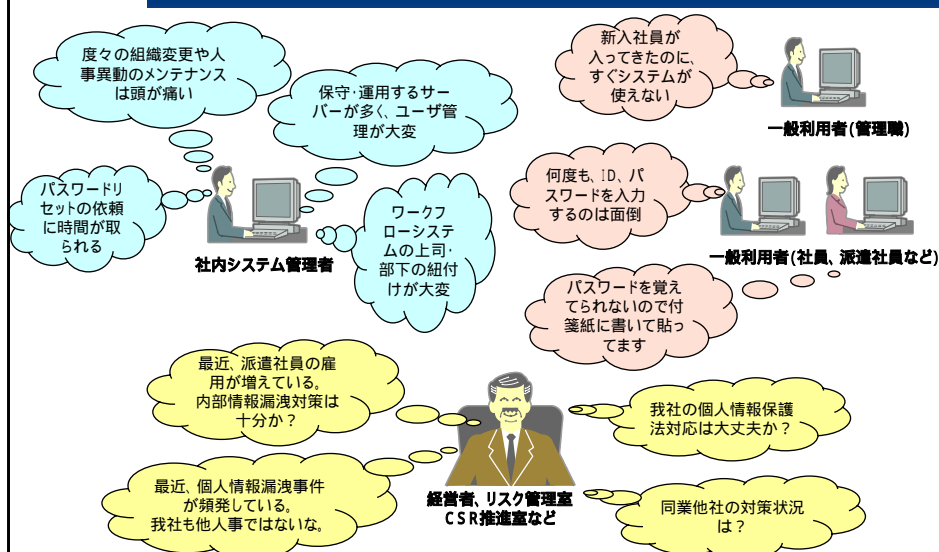 度々の組織変更や人
事異動のメンテナンス
は頭が痛い
保守・運用するサー
バーが多く、ユーザ管
理が大変
パスワードリ
セットの依頼
に時間が取
られる
ワークフ
ローシステ
ムの上司・
部下の紐付
けが大変
社内システム管理者
新入社員が
入ってきたのに、
すぐシステムが
使えない
一般利用者(管理職)
何度も、ID、パ
スワードを入力
するのは面倒
一般利用者(社員、派遣社員など)
パスワードを覚え
てられないので付
箋紙に書いて貼っ
てます
最近、派遣社員の雇
用が増えている。
内部情報漏洩対策は
十分か？
最近、個人情報漏洩事件
が頻発している。
我社も他人事ではないな。
経営者、リスク管理室
CSR推進室など
我社の個人情報保護
法対応は大丈夫か？
同業他社の対策状況
は？